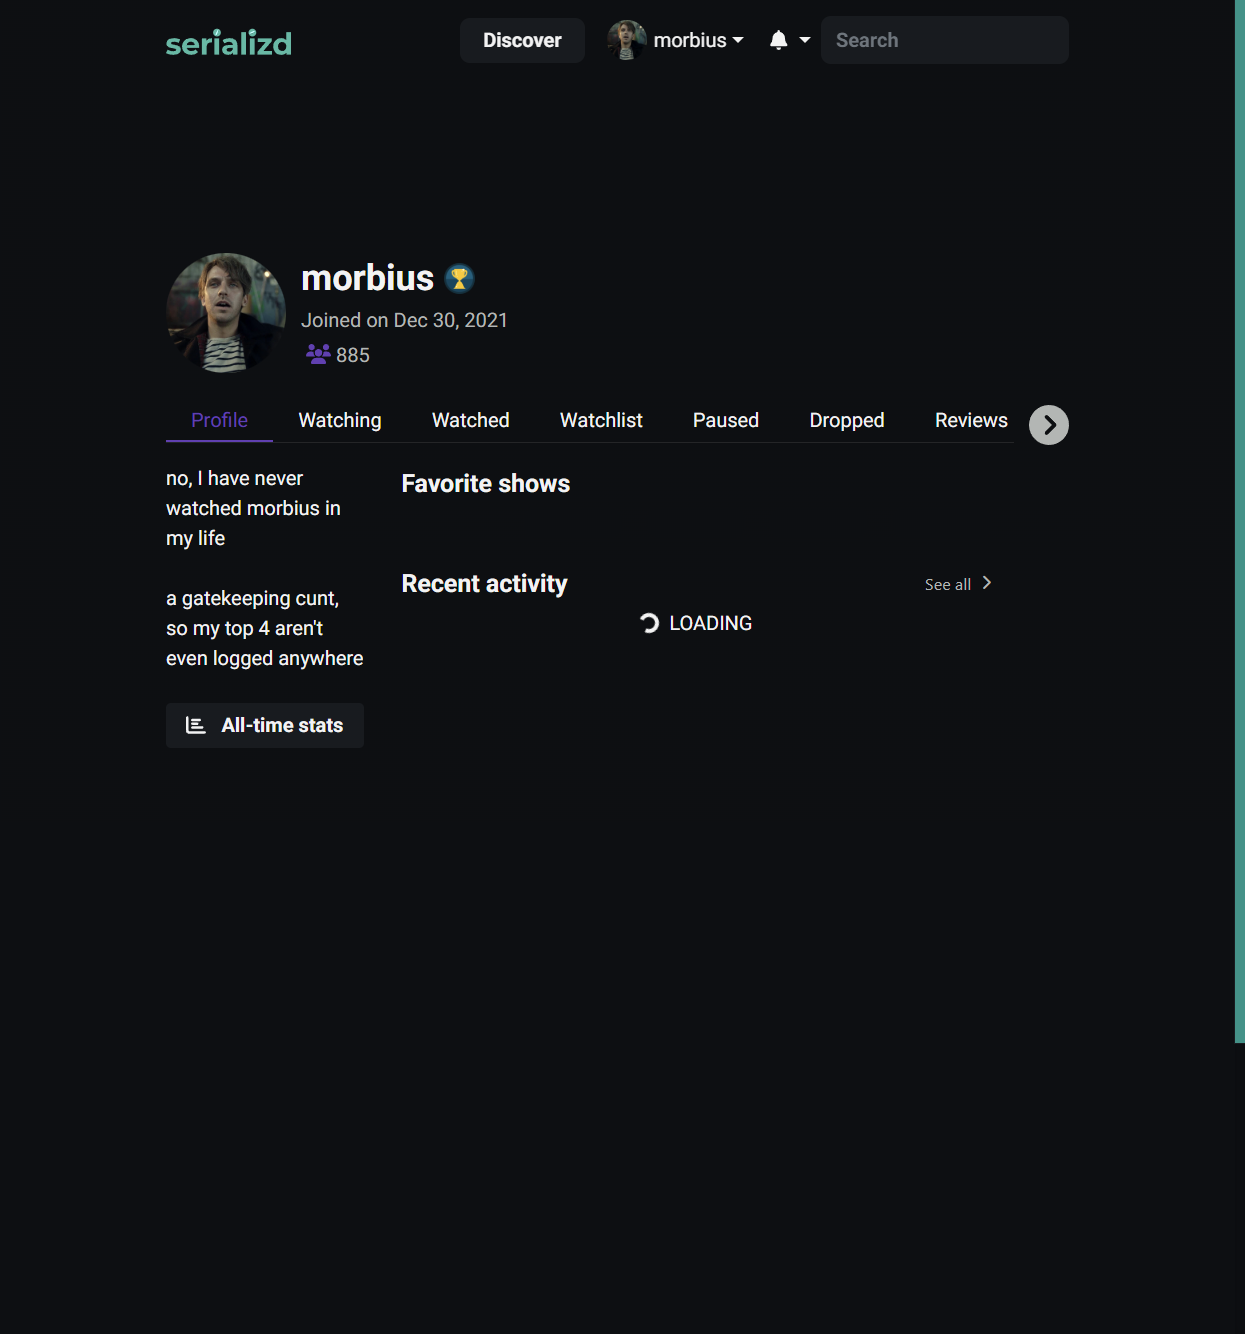 serializd
Discover
morbius
Search
morbius
Joined on Dec 30, 2021
885
Profile
Watching
Watched
Watchlist
Paused
Dropped
Reviews
no, I have never
watched morbius in
my life
a gatekeeping cunt,
so my top 4 aren't
even logged anywhere
All-time stats
Favorite shows
Recent activity
See all
LOADING